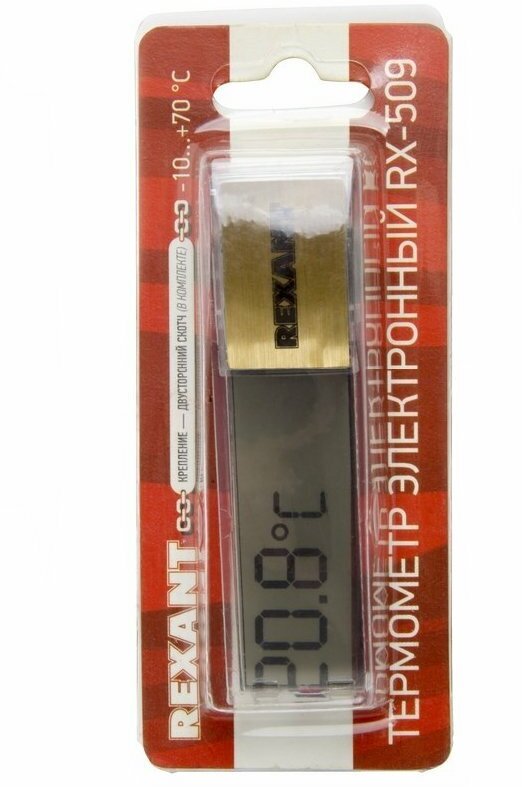 REXANT
КРЕПЛЕНИЕ — ДВУСТОРОННИЙ СКОТЧ (В КОМПЛЕКТЕ)
-10...+70 °C
REXANT
20.8°C
ТЕРМОМЕТР ЭЛЕКТРОННЫЙ RX-509